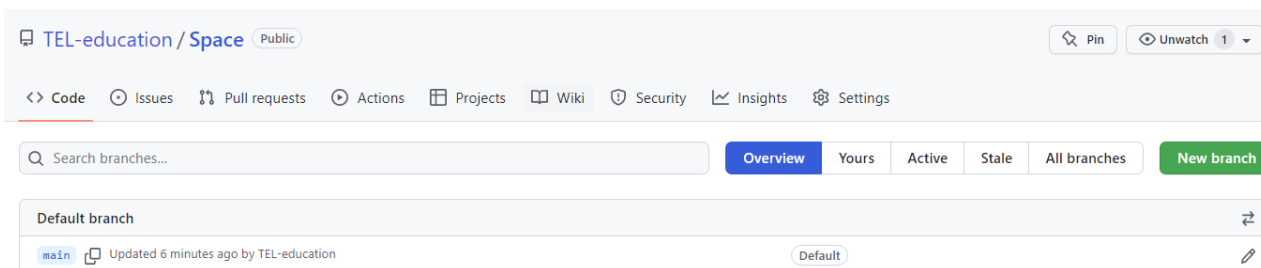 TEL-education / Space Public Pin Unwatch 1
<> Code Issues Pull requests Actions Projects Wiki Security Insights Settings
Search branches... Overview Yours Active Stale All branches New branch
Default branch
main Updated 6 minutes ago by TEL-education Default